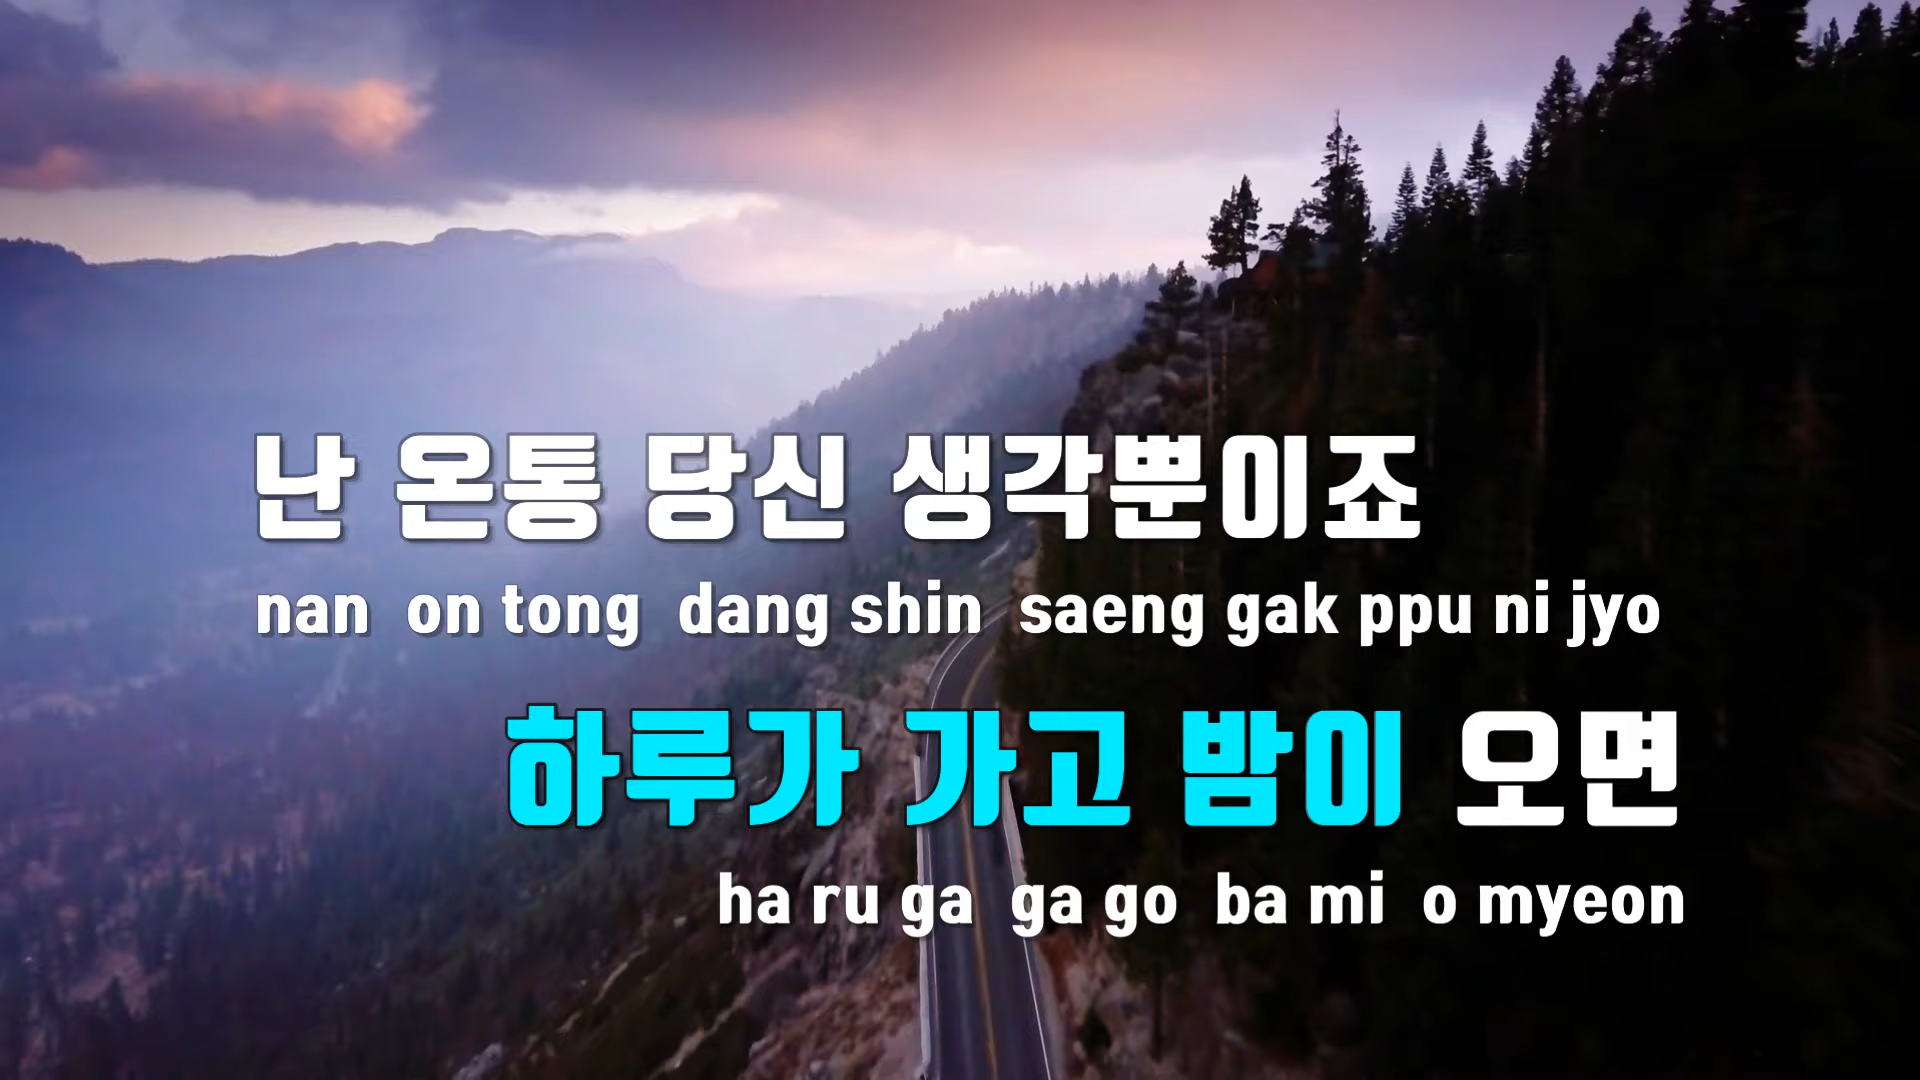 난 온통 당신 생각뿐이죠
nan on tong dang shin saeng gak ppu ni jyo
하루가 가고 밤이 오면
ha ru ga ga go ba mi o myeon